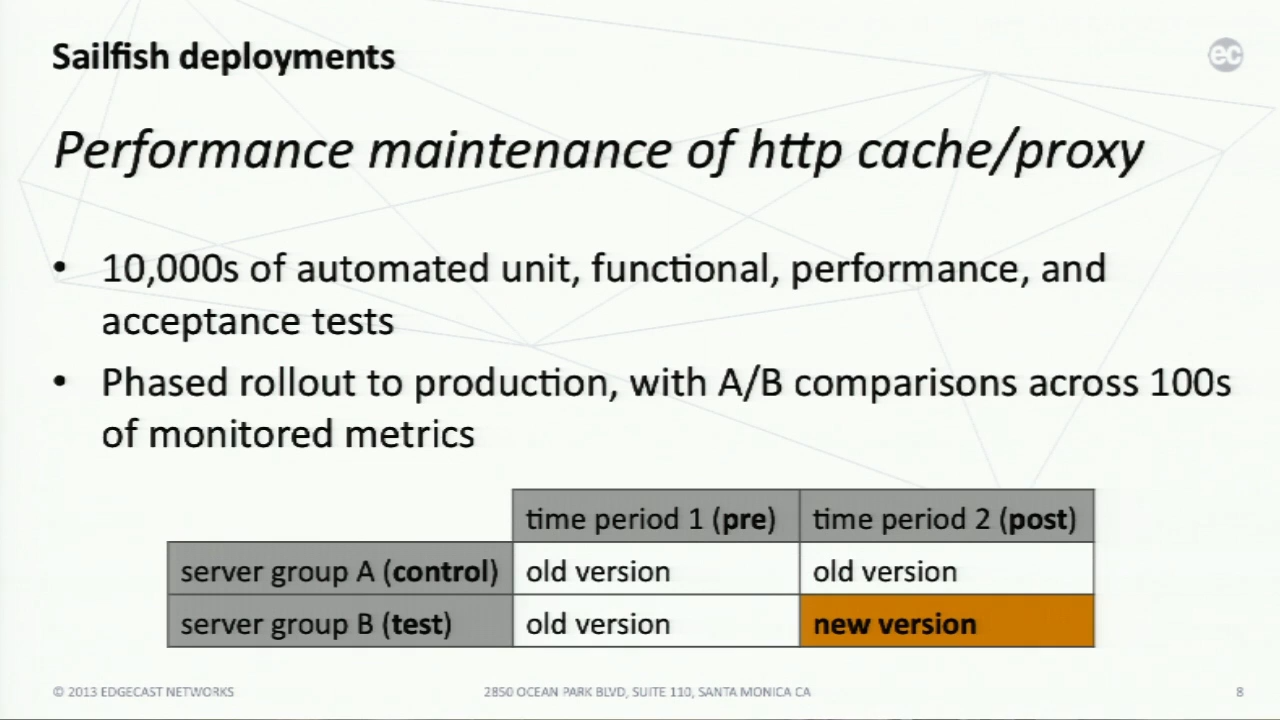 Sailfish deployments
ec
Performance maintenance of http cache/proxy
• 10,000s of automated unit, functional, performance, and
acceptance tests
• Phased rollout to production, with A/B comparisons across 100s
of monitored metrics
time period 1 (pre) time period 2 (post)
server group A (control) old version old version
server group B (test) old version new version
© 2013 EDGECAST NETWORKS 2850 OCEAN PARK BLVD, SUITE 110, SANTA MONICA CA 8